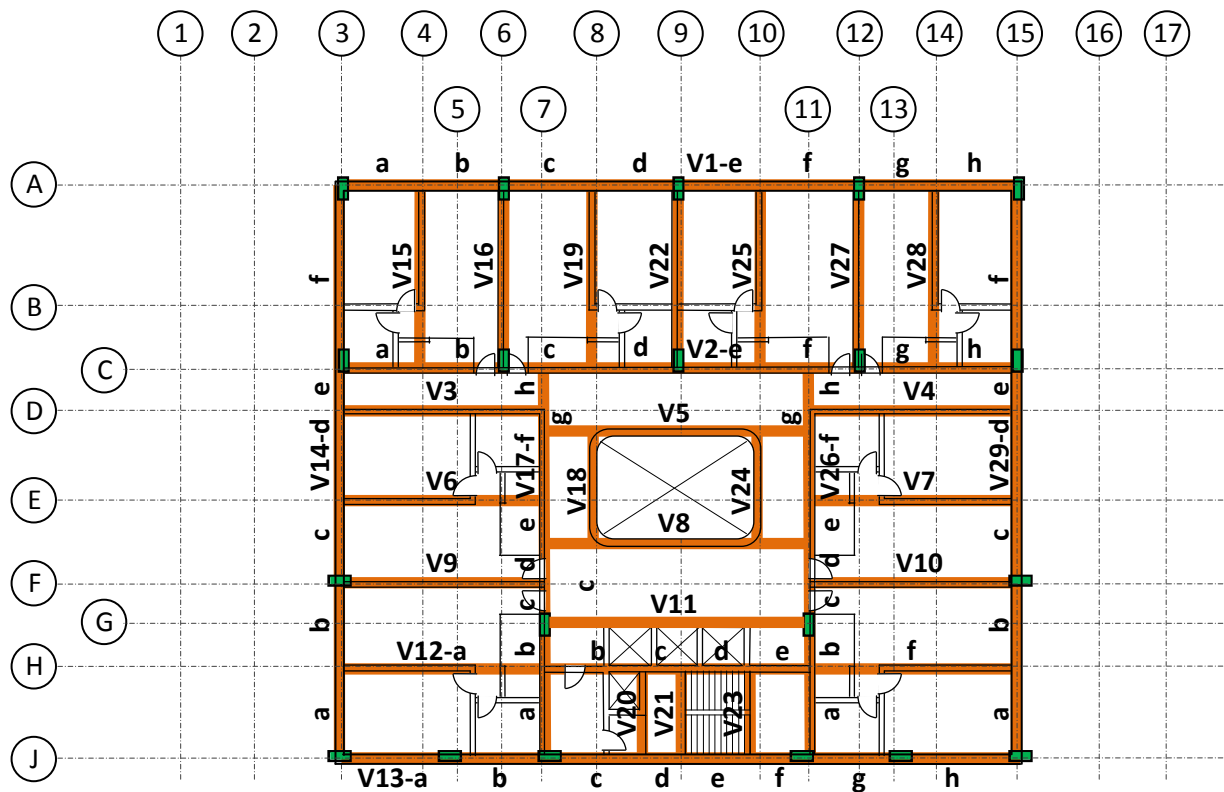 1 2 3 4 6 8 9 10 12 14 15 16 17
5 7 11 13
A
a b c d V1-e f g h
f V15 V16 V19 V22 V25 V27 V28 f
B
a b c d V2-e f g h
C
e V3 h g V5 g h V4 e
D
V14-d V6 V17-f V18 V24 V26-f V7 V29-d
E
c e V8 e c
V9 d c d V10
F
c V11 c
G
b V12-a b b c d e b f b
H
a a V20 V21 V23 a a
J
V13-a b c d e f g h